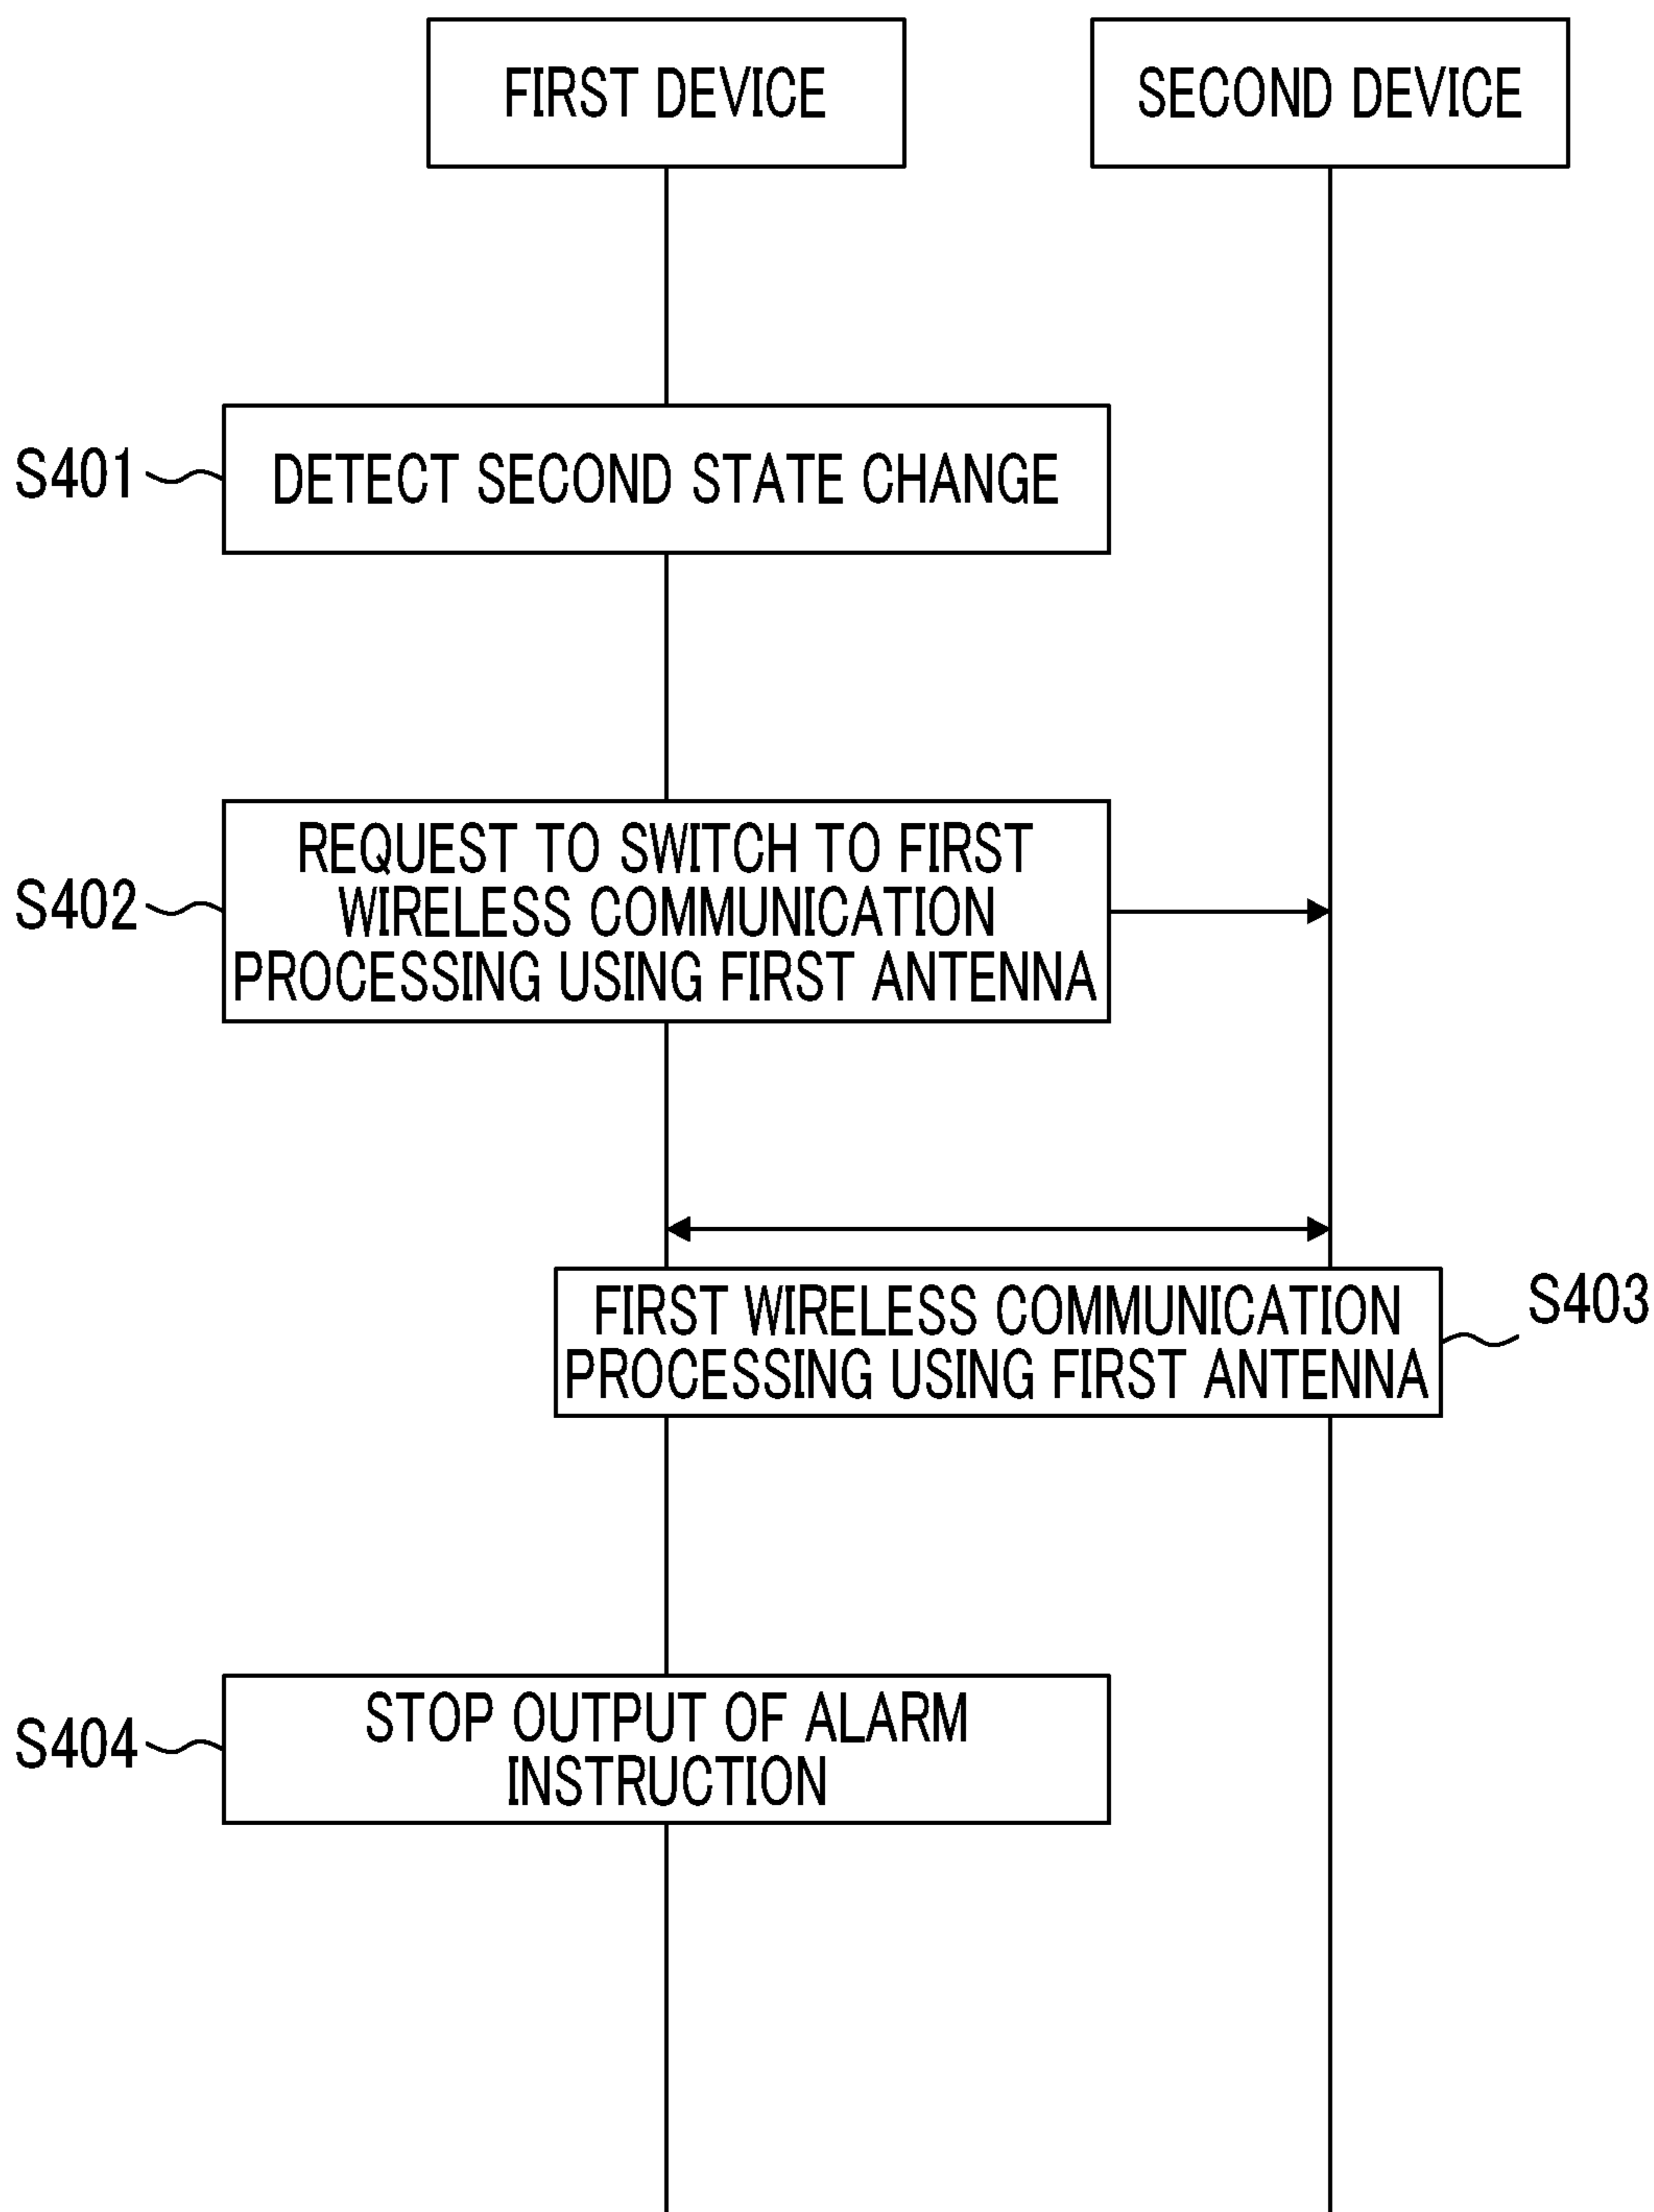 FIRST DEVICE
SECOND DEVICE
S401
DETECT SECOND STATE CHANGE
S402
REQUEST TO SWITCH TO FIRST
WIRELESS COMMUNICATION
PROCESSING USING FIRST ANTENNA
FIRST WIRELESS COMMUNICATION
PROCESSING USING FIRST ANTENNA
S403
S404
STOP OUTPUT OF ALARM
INSTRUCTION